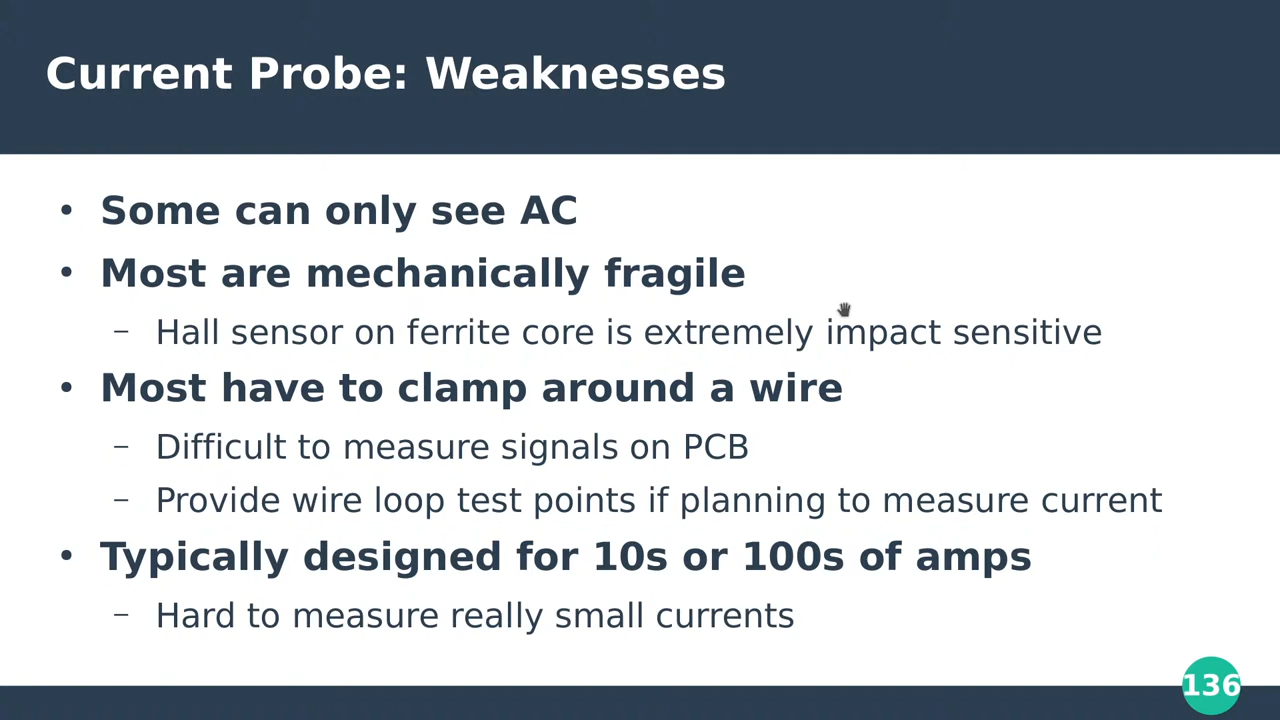 Current Probe: Weaknesses
• Some can only see AC
• Most are mechanically fragile
– Hall sensor on ferrite core is extremely impact sensitive
• Most have to clamp around a wire
– Difficult to measure signals on PCB
– Provide wire loop test points if planning to measure current
• Typically designed for 10s or 100s of amps
– Hard to measure really small currents
136